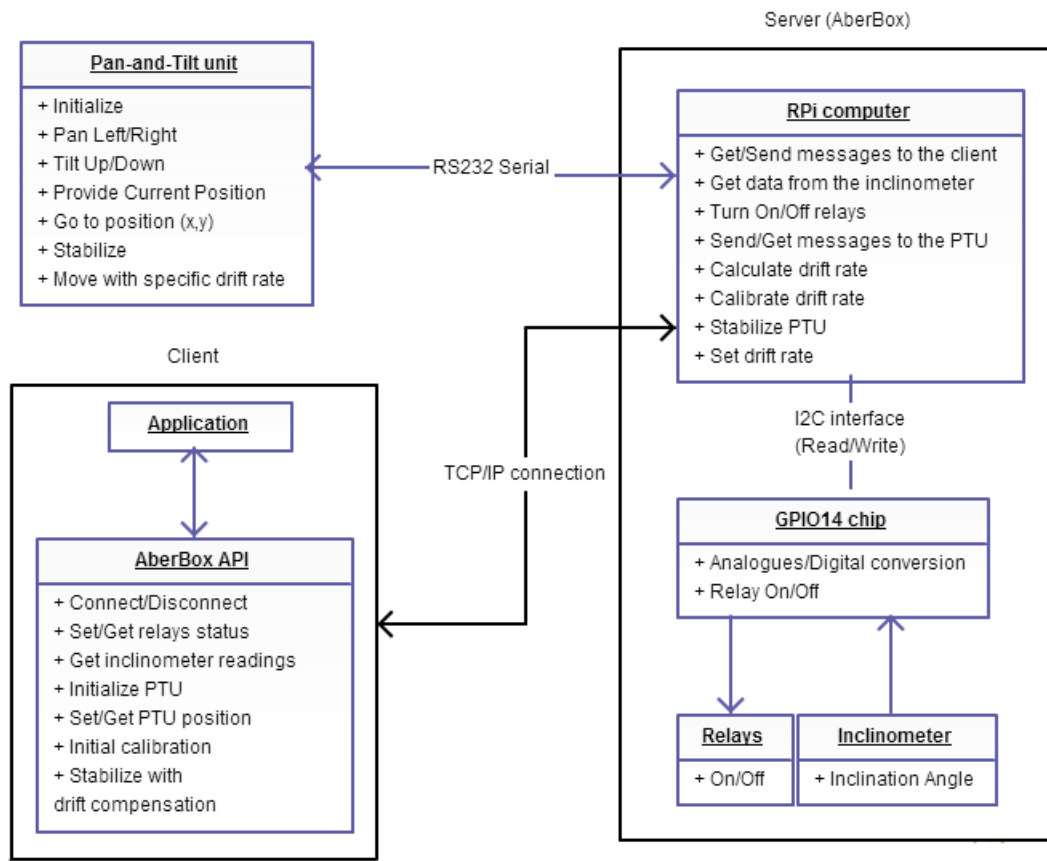 Server (AberBox)
Pan-and-Tilt unit
+ Initialize
+ Pan Left/Right
+ Tilt Up/Down
+ Provide Current Position
+ Go to position (x,y)
+ Stabilize
+ Move with specific drift rate
RS232 Serial
RPi computer
+ Get/Send messages to the client
+ Get data from the inclinometer
+ Turn On/Off relays
+ Send/Get messages to the PTU
+ Calculate drift rate
+ Calibrate drift rate
+ Stabilize PTU
+ Set drift rate
Client
Application
AberBox API
+ Connect/Disconnect
+ Set/Get relays status
+ Get inclinometer readings
+ Initialize PTU
+ Set/Get PTU position
+ Initial calibration
+ Stabilize with
drift compensation
TCP/IP connection
I2C interface
(Read/Write)
GPIO14 chip
+ Analogues/Digital conversion
+ Relay On/Off
Relays
+ On/Off
Inclinometer
+ Inclination Angle